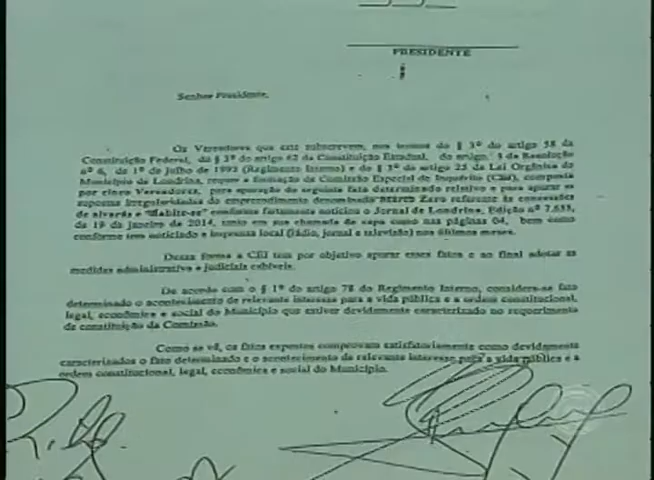 PRESIDENTE
Senhor Presidente,
Os Vereadores que este subscrevem, nos termos do § 3º do artigo 58 da
Constituição Federal, do § 3º do artigo 62 da Constituição Estadual, do artigo
nº 6, de 1º de julho de 1993 (Regimento Interno) e do § 3º do artigo 25 da Lei Orgânica do
Município de Londrina, requer a formação da Comissão Especial de Inquérito (CEI), composta
por cinco Vereadores, para apuração do seguinte fato determinado relativo e para apurar as
supostas irregularidades do empreendimento denominado Marco Zero referente às concessões
de alvarás e "Habite-se" conforme fartamente noticiou o Jornal de Londrina, Edição nº 7.655,
de 19 de janeiro de 2014, tanto em sua chamada de capa como nas páginas 04, bem como
conforme tem noticiado a imprensa local (rádio, jornal e televisão) nos últimos meses.
Dessa forma a CEI tem por objetivo apurar esses fatos e ao final adotar as
medidas administrativa e judiciais cabíveis.
De acordo com o § 1º do artigo 78 do Regimento Interno, considera-se fato
determinado o acontecimento de relevante interesse para a vida pública e a ordem constitucional,
legal, econômica e social do Município que estiver devidamente caracterizado no requerimento
de constituição da Comissão.
Como se vê, os fatos expostos comprovam satisfatoriamente como devidamente
caracterizados o fato determinado e o acontecimento de relevante interesse para a vida pública e a
ordem constitucional, legal, econômica e social do Município.